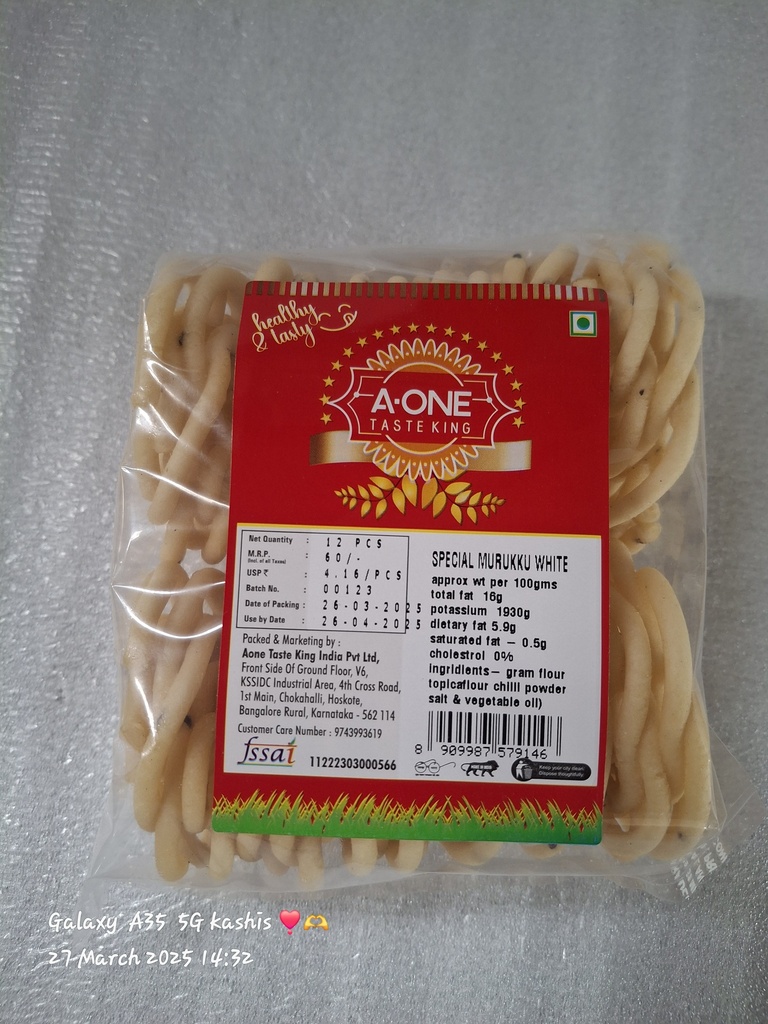 healthy
& tasty
A-ONE
TASTE KING
Net Quantity : 12 PCS
M.R.P. : 60/-
(Incl. of all Taxes)
USP ₹ : 4.16/PCS
Batch No. : 00123
Date of Packing : 26-03-2025
Use by Date : 26-04-2025
Packed & Marketing by :
Aone Taste King India Pvt Ltd,
Front Side Of Ground Floor, V6,
KSSIDC Industrial Area, 4th Cross Road,
1st Main, Chokahalli, Hoskote,
Bangalore Rural, Karnataka - 562 114
Customer Care Number : 9743993619
fssai
11222303000566
SPECIAL MURUKKU WHITE
approx wt per 100gms
total fat 16g
potassium 1930g
dietary fat 5.9g
saturated fat – 0.5g
cholestrol 0%
ingridients– gram flour
topicaflour chilli powder
salt & vegetable oil)
8 909987 579146
MAKE IN INDIA
Keep your city clean
Dispose thoughtfully
Galaxy A35 5G kashis ❤️🫶
27 March 2025 14:32